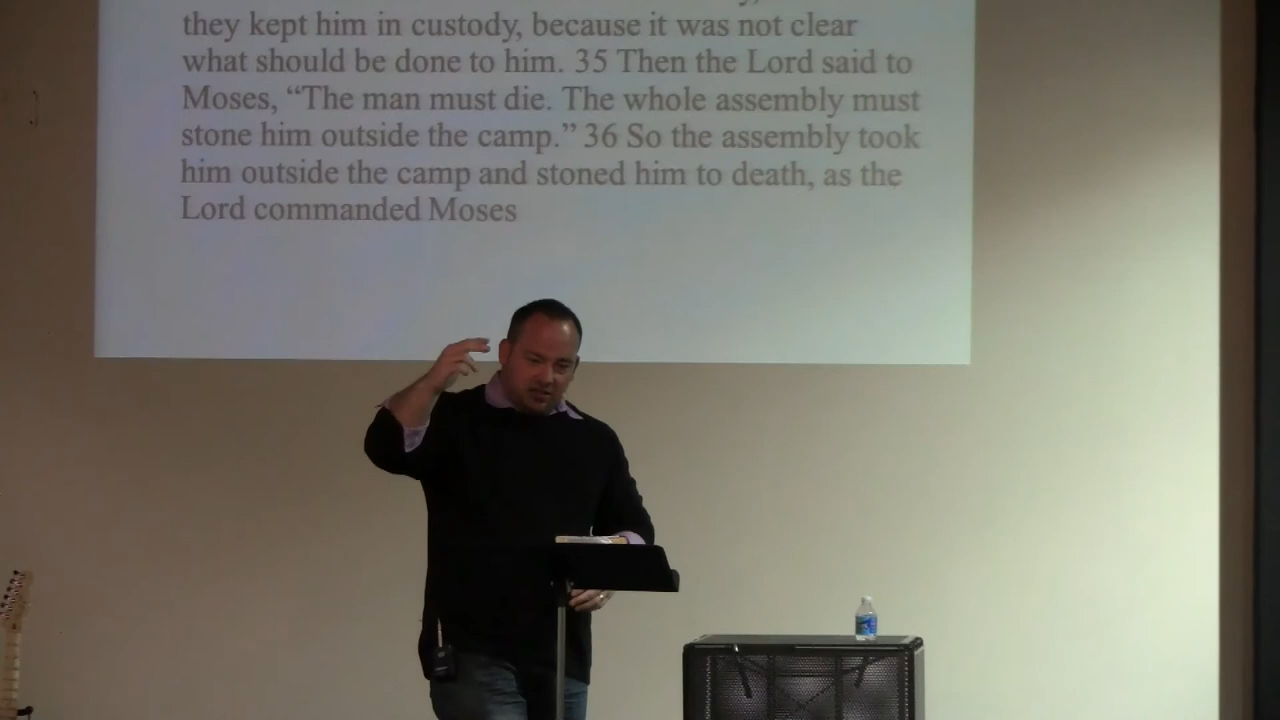 they kept him in custody, because it was not clear
what should be done to him. 35 Then the Lord said to
Moses, “The man must die. The whole assembly must
stone him outside the camp.” 36 So the assembly took
him outside the camp and stoned him to death, as the
Lord commanded Moses